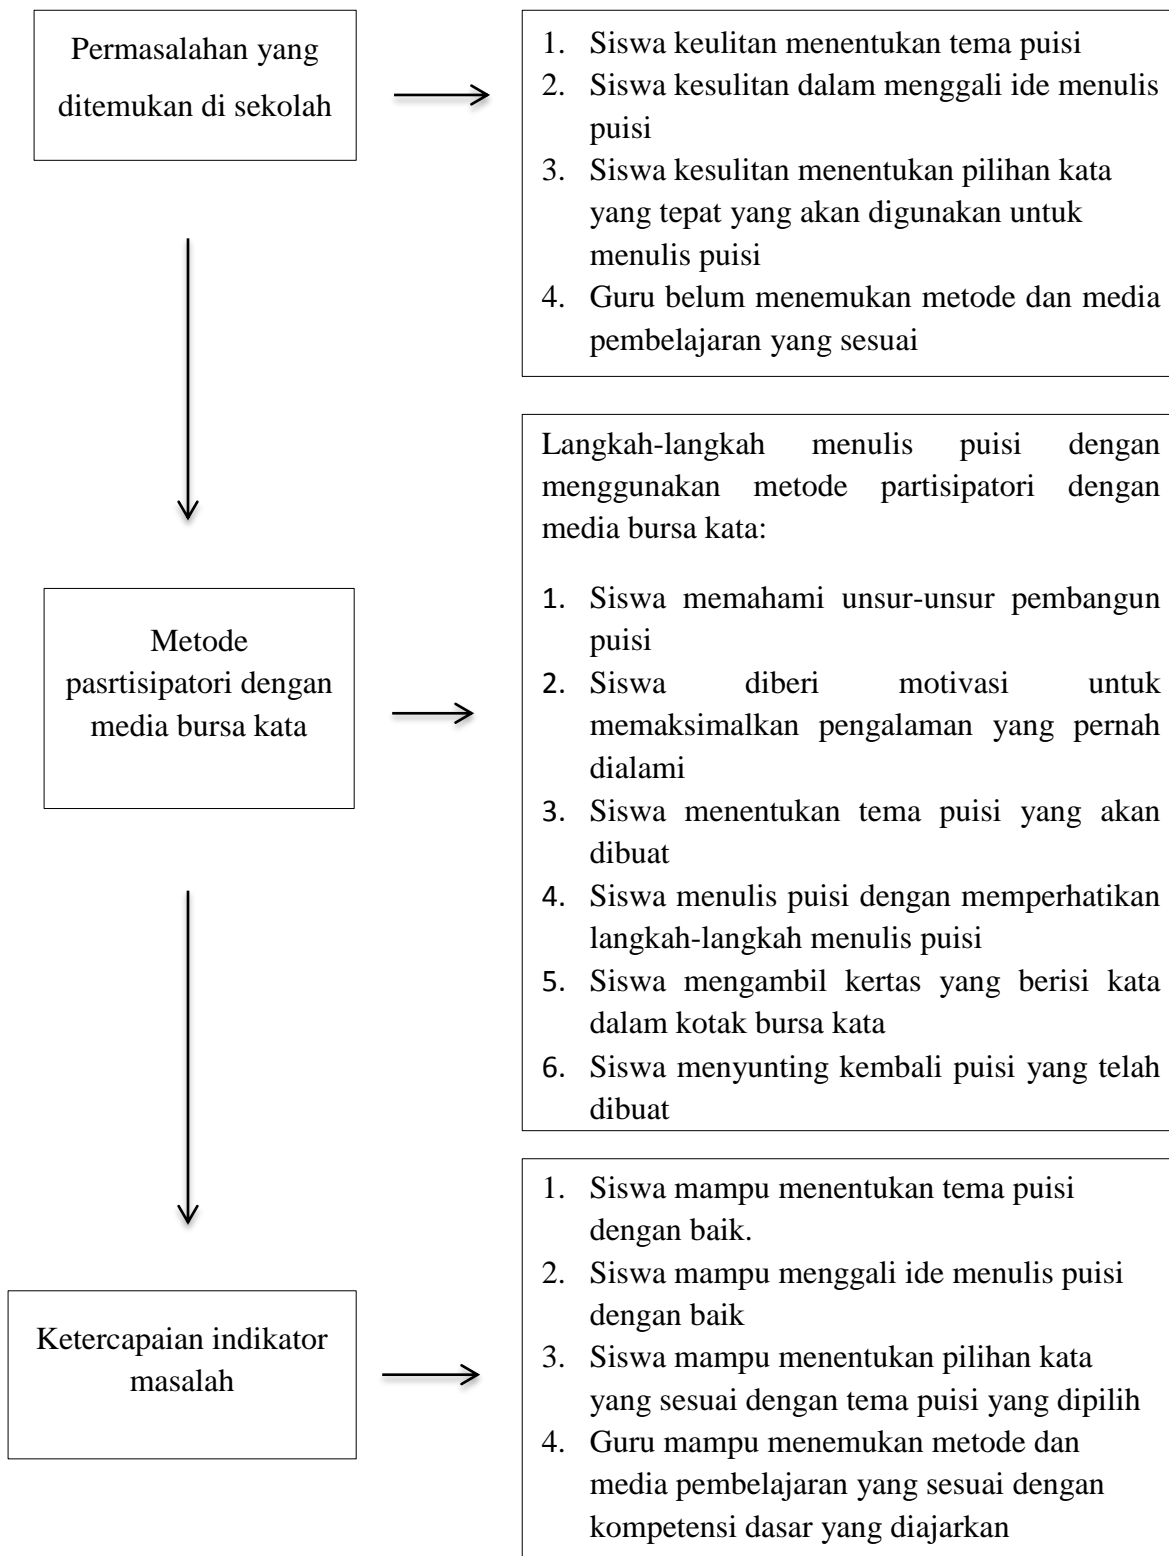 Permasalahan yang
ditemukan di sekolah
1. Siswa keulitan menentukan tema puisi
2. Siswa kesulitan dalam menggali ide menulis
puisi
3. Siswa kesulitan menentukan pilihan kata
yang tepat yang akan digunakan untuk
menulis puisi
4. Guru belum menemukan metode dan media
pembelajaran yang sesuai
Metode
pasrtisipatori dengan
media bursa kata
Langkah-langkah menulis puisi dengan
menggunakan metode partisipatori dengan
media bursa kata:
1. Siswa memahami unsur-unsur pembangun
puisi
2. Siswa diberi motivasi untuk
memaksimalkan pengalaman yang pernah
dialami
3. Siswa menentukan tema puisi yang akan
dibuat
4. Siswa menulis puisi dengan memperhatikan
langkah-langkah menulis puisi
5. Siswa mengambil kertas yang berisi kata
dalam kotak bursa kata
6. Siswa menyunting kembali puisi yang telah
dibuat
Ketercapaian indikator
masalah
1. Siswa mampu menentukan tema puisi
dengan baik.
2. Siswa mampu menggali ide menulis puisi
dengan baik
3. Siswa mampu menentukan pilihan kata
yang sesuai dengan tema puisi yang dipilih
4. Guru mampu menemukan metode dan
media pembelajaran yang sesuai dengan
kompetensi dasar yang diajarkan